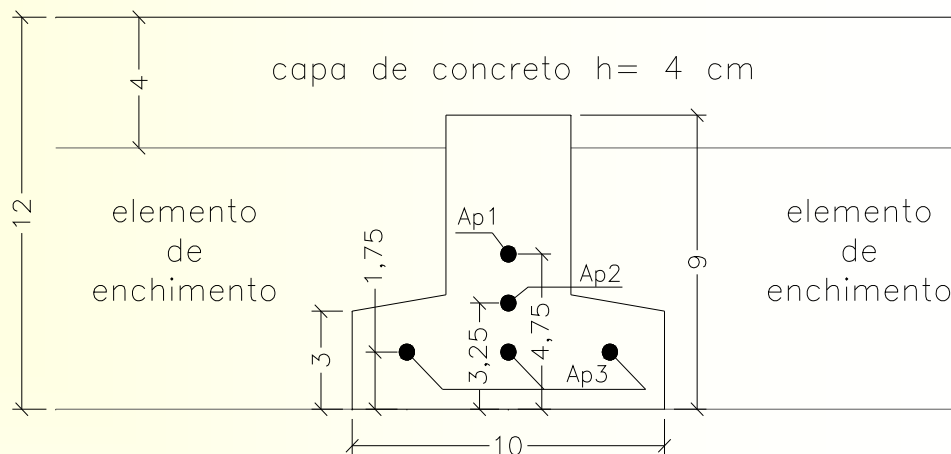 capa de concreto h= 4 cm
4
12
elemento
de
enchimento
Ap1
1,75
9
elemento
de
enchimento
Ap2
3
3,25
4,75
Ap3
10